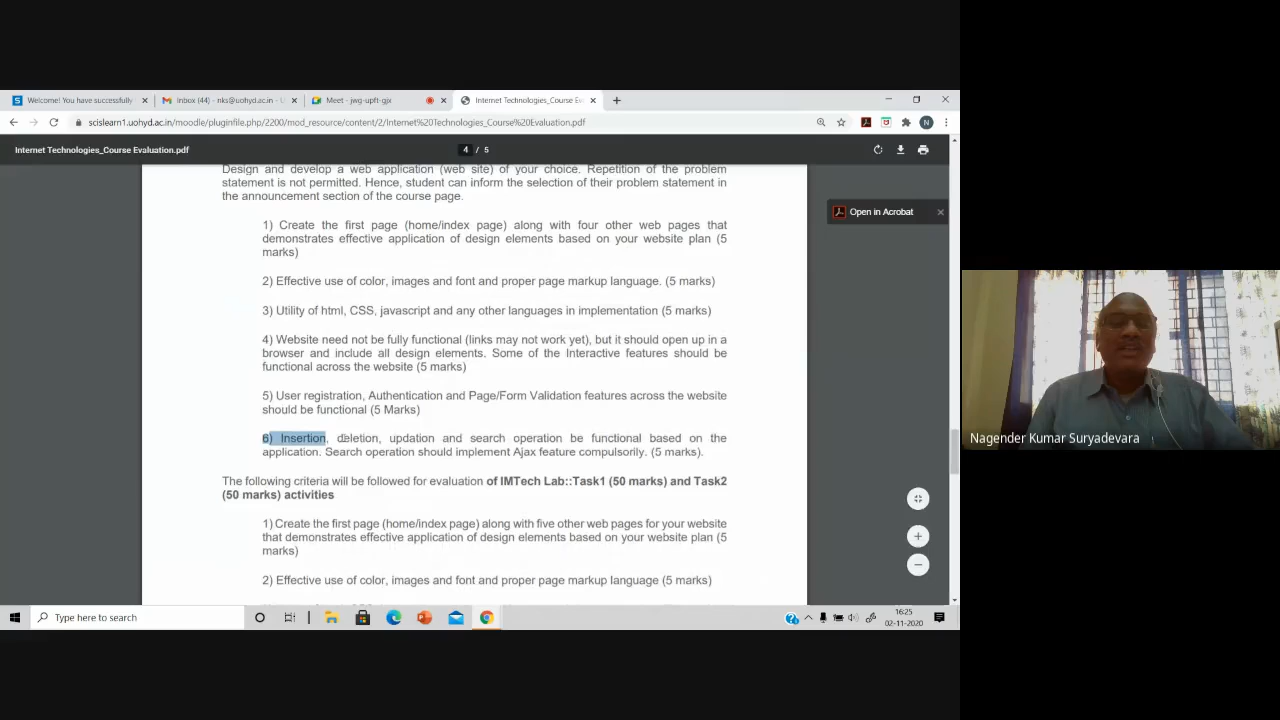 Welcome! You have successfully
Inbox (44) - nks@uohyd.ac.in - U
Meet - jwg-upft-gjx
Internet Technologies_Course Eva
scislearn1.uohyd.ac.in/moodle/pluginfile.php/2200/mod_resource/content/2/Internet%20Technologies_Course%20Evaluation.pdf
N
Internet Technologies_Course Evaluation.pdf
4 / 5
Open in Acrobat
Design and develop a web application (web site) of your choice. Repetition of the problem
statement is not permitted. Hence, student can inform the selection of their problem statement in
the announcement section of the course page.
1) Create the first page (home/index page) along with four other web pages that
demonstrates effective application of design elements based on your website plan (5
marks)
2) Effective use of color, images and font and proper page markup language. (5 marks)
3) Utility of html, CSS, javascript and any other languages in implementation (5 marks)
4) Website need not be fully functional (links may not work yet), but it should open up in a
browser and include all design elements. Some of the Interactive features should be
functional across the website (5 marks)
5) User registration, Authentication and Page/Form Validation features across the website
should be functional (5 Marks)
6) Insertion, deletion, updation and search operation be functional based on the
application. Search operation should implement Ajax feature compulsorily. (5 marks).
The following criteria will be followed for evaluation of IMTech Lab::Task1 (50 marks) and Task2
(50 marks) activities
1) Create the first page (home/index page) along with five other web pages for your website
that demonstrates effective application of design elements based on your website plan (5
marks)
2) Effective use of color, images and font and proper page markup language (5 marks)
Nagender Kumar Suryadevara
Type here to search
16:25
02-11-2020